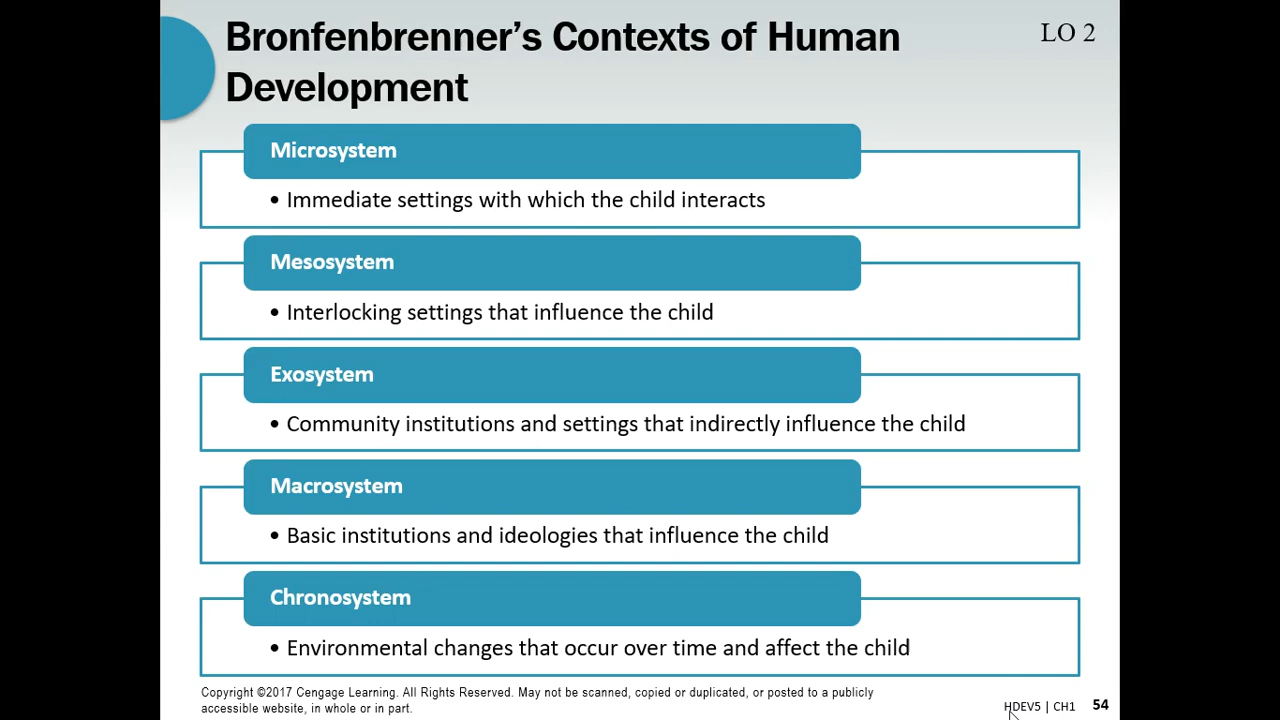 Bronfenbrenner's Contexts of Human
Development
LO 2
Microsystem
• Immediate settings with which the child interacts
Mesosystem
• Interlocking settings that influence the child
Exosystem
• Community institutions and settings that indirectly influence the child
Macrosystem
• Basic institutions and ideologies that influence the child
Chronosystem
• Environmental changes that occur over time and affect the child
Copyright ©2017 Cengage Learning. All Rights Reserved. May not be scanned, copied or duplicated, or posted to a publicly
accessible website, in whole or in part.
HDEV5 | CH1 54